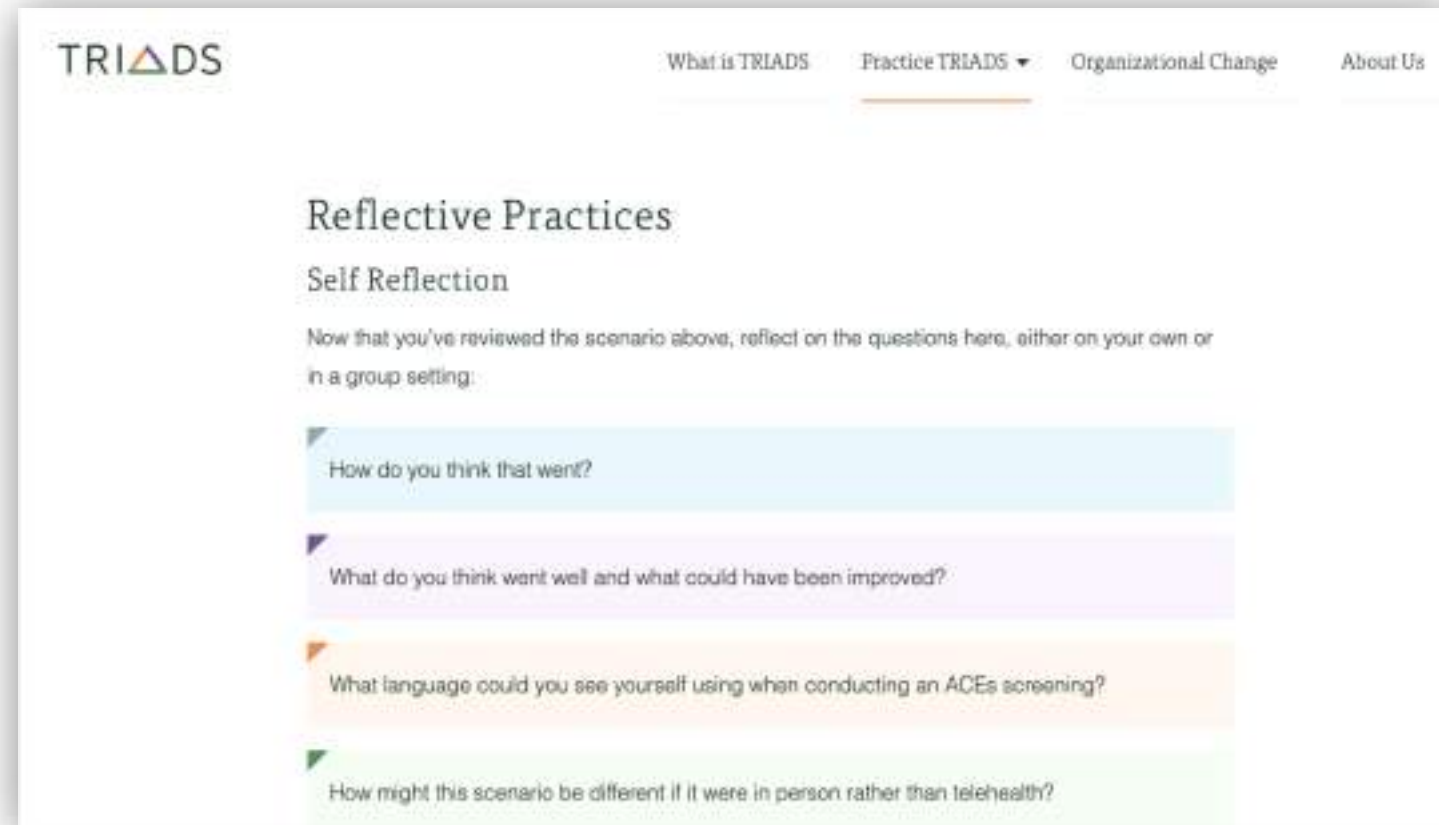 TRIADS
What is TRIADS
Practice TRIADS
Organizational Change
About Us
Reflective Practices
Self Reflection
Now that you've reviewed the scenario above, reflect on the questions here, either on your own or
in a group setting:
How do you think that went?
What do you think went well and what could have been improved?
What language could you see yourself using when conducting an ACEs screening?
How might this scenario be different if it were in person rather than telehealth?